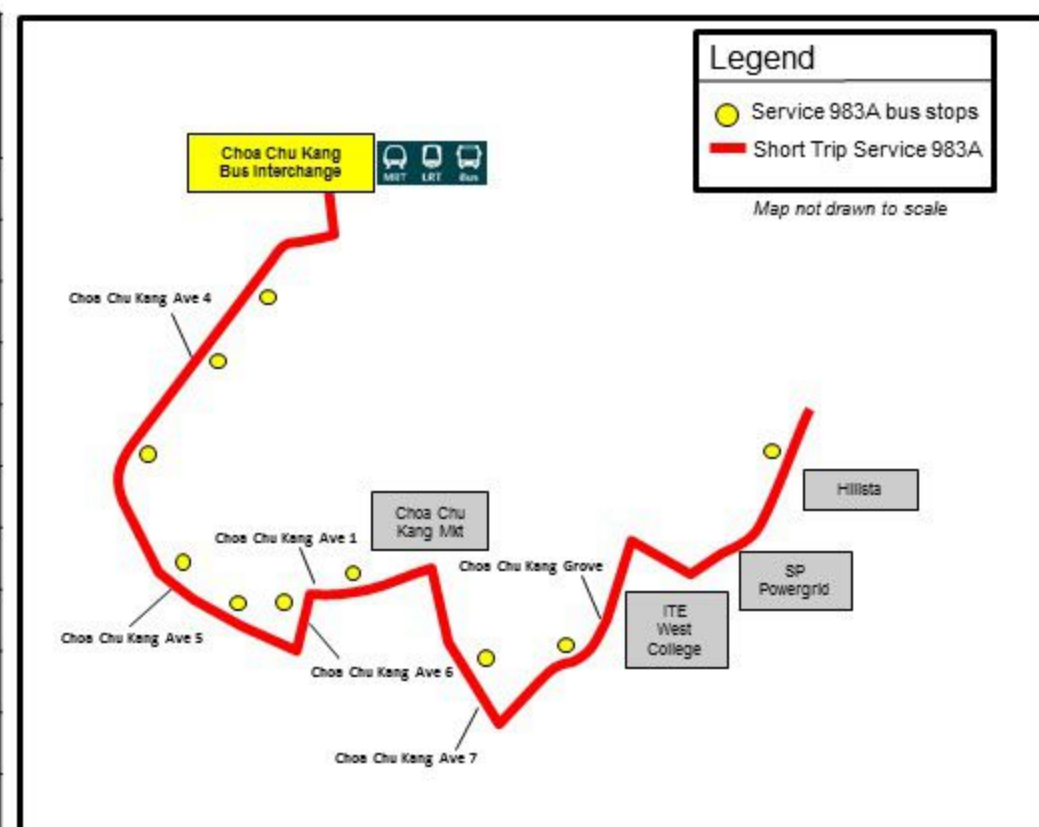 Legend
Service 983A bus stops
Short Trip Service 983A
Map not drawn to scale
Choa Chu Kang
Bus Interchange
MRT LRT Bus
Choa Chu Kang Ave 4
Choa Chu Kang Ave 5
Choa Chu Kang Ave 1
Choa Chu Kang Ave 6
Choa Chu
Kang Mkt
Choa Chu Kang Ave 7
Choa Chu Kang Grove
ITE
West
College
SP
Powergrid
Hillsta